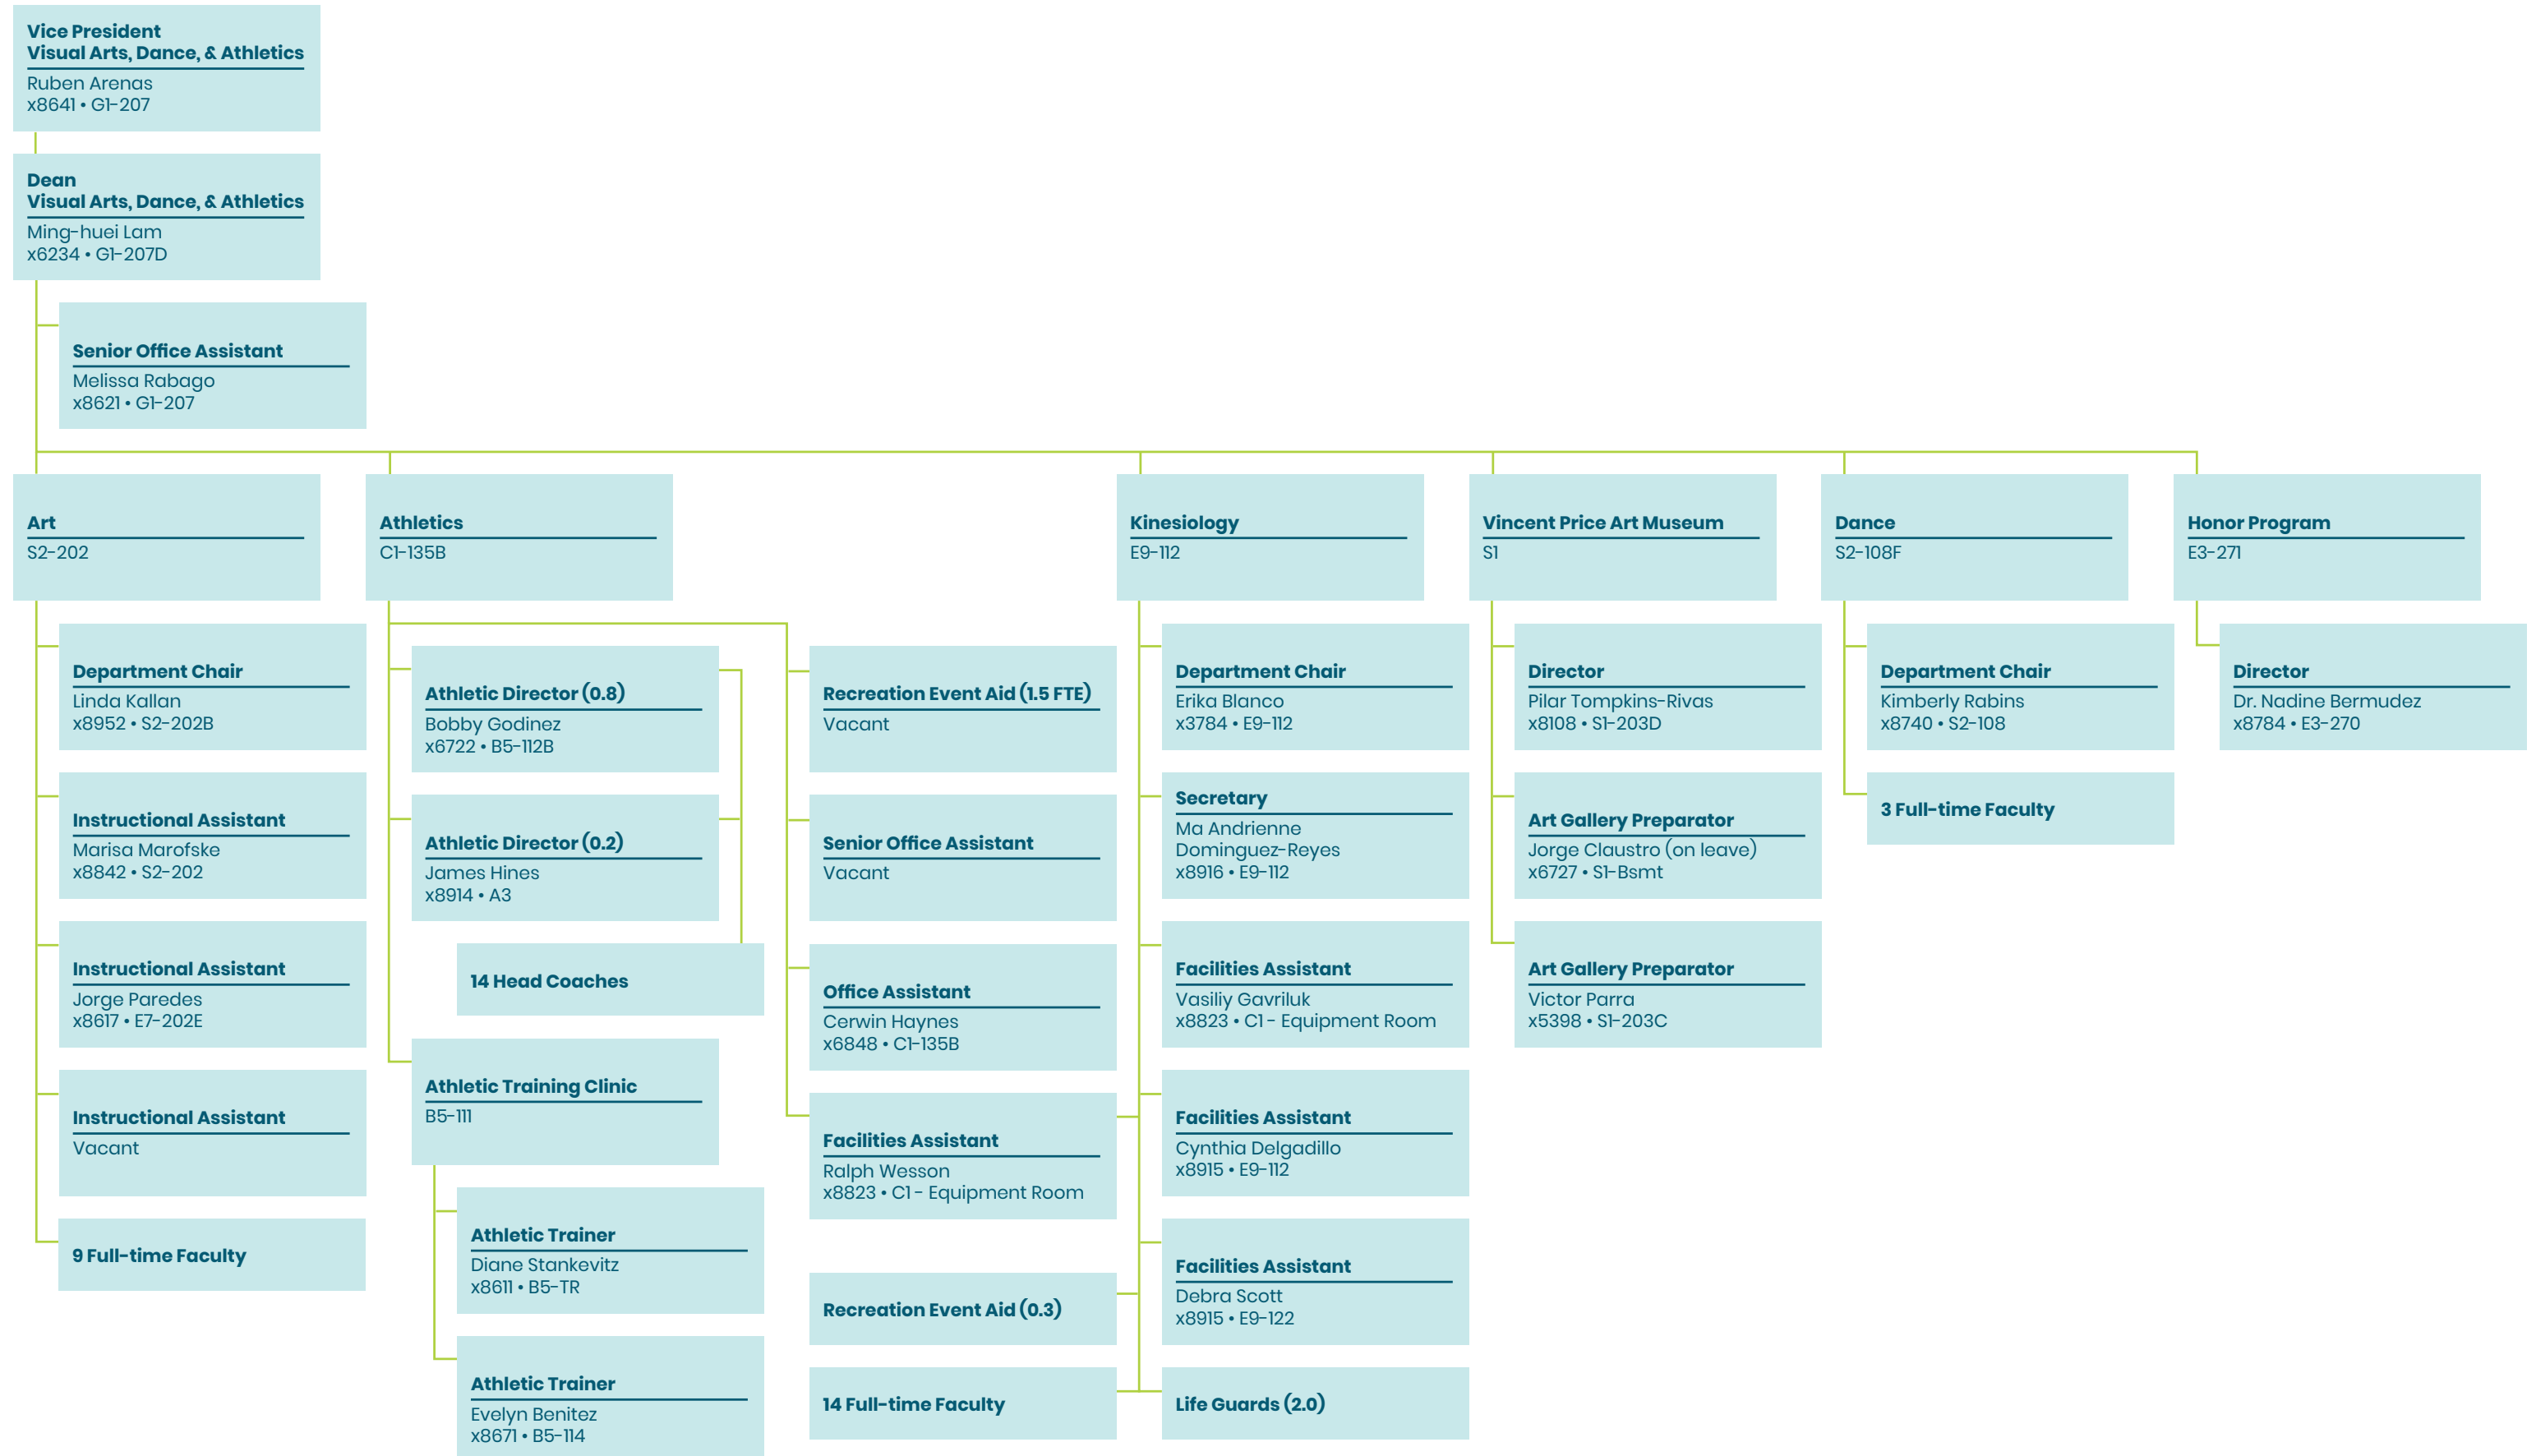 Vice President
Visual Arts, Dance, & Athletics
Ruben Arenas
x8641 • G1-207
Dean
Visual Arts, Dance, & Athletics
Ming-huei Lam
x6234 • G1-207D
Senior Office Assistant
Melissa Rabago
x8621 • G1-207
Art
S2-202
Department Chair
Linda Kallan
x8952 • S2-202B
Instructional Assistant
Marisa Marofske
x8842 • S2-202
Instructional Assistant
Jorge Paredes
x8617 • E7-202E
Instructional Assistant
Vacant
9 Full-time Faculty
Athletics
C1-135B
Athletic Director (0.8)
Bobby Godinez
x6722 • B5-112B
Athletic Director (0.2)
James Hines
x8914 • A3
14 Head Coaches
Athletic Training Clinic
B5-111
Athletic Trainer
Diane Stankevitz
x8611 • B5-TR
Athletic Trainer
Evelyn Benitez
x8671 • B5-114
Recreation Event Aid (1.5 FTE)
Vacant
Senior Office Assistant
Vacant
Office Assistant
Cerwin Haynes
x6848 • C1-135B
Facilities Assistant
Ralph Wesson
x8823 • C1 - Equipment Room
Recreation Event Aid (0.3)
14 Full-time Faculty
Kinesiology
E9-112
Department Chair
Erika Blanco
x3784 • E9-112
Secretary
Ma Andrienne
Dominguez-Reyes
x8916 • E9-112
Facilities Assistant
Vasiliy Gavriluk
x8823 • C1 - Equipment Room
Facilities Assistant
Cynthia Delgadillo
x8915 • E9-112
Facilities Assistant
Debra Scott
x8915 • E9-122
Life Guards (2.0)
Vincent Price Art Museum
S1
Director
Pilar Tompkins-Rivas
x8108 • S1-203D
Art Gallery Preparator
Jorge Claustro (on leave)
x6727 • S1-Bsmt
Art Gallery Preparator
Victor Parra
x5398 • S1-203C
Dance
S2-108F
Department Chair
Kimberly Rabins
x8740 • S2-108
3 Full-time Faculty
Honor Program
E3-271
Director
Dr. Nadine Bermudez
x8784 • E3-270